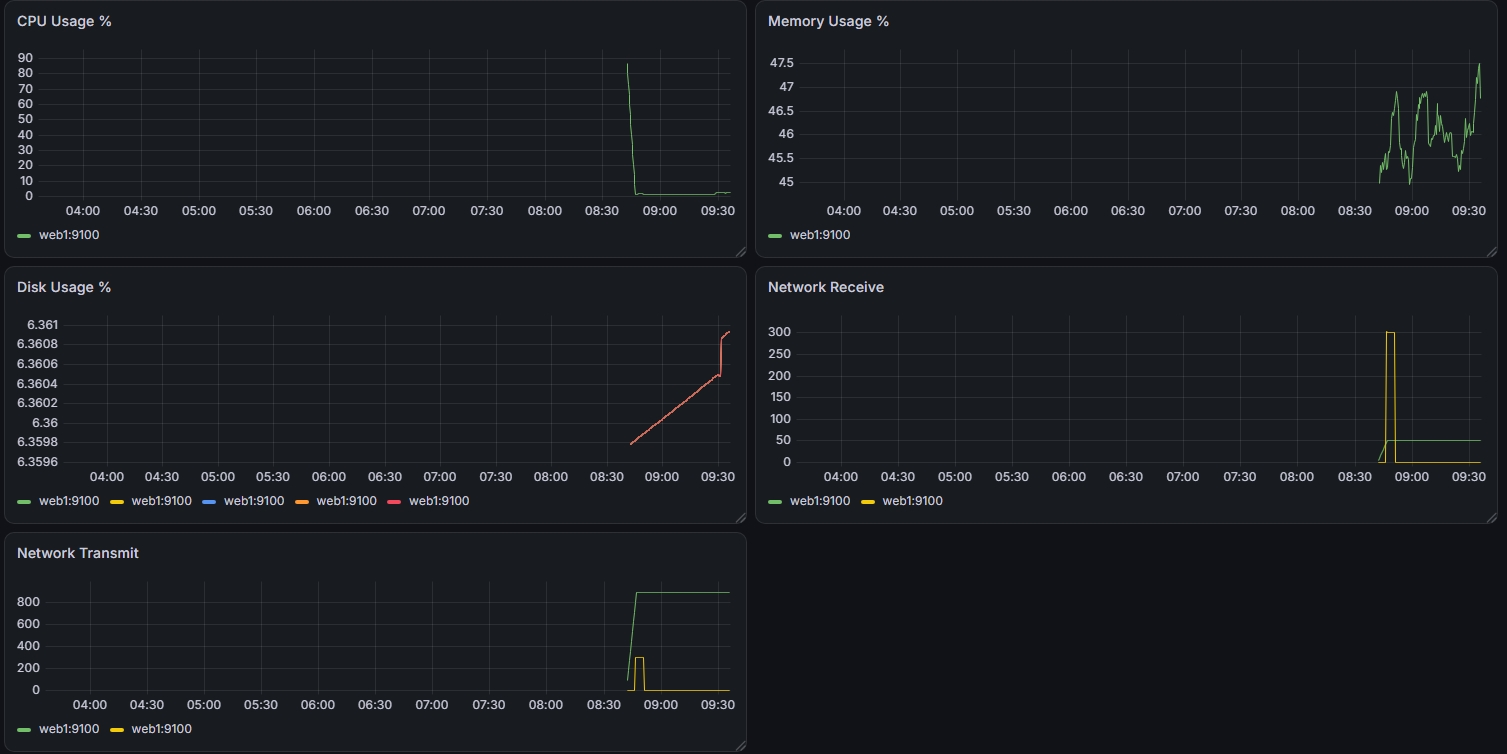 CPU Usage %
90
80
70
60
50
40
30
20
10
0
04:00 04:30 05:00 05:30 06:00 06:30 07:00 07:30 08:00 08:30 09:00 09:30
web1:9100
Memory Usage %
47.5
47
46.5
46
45.5
45
04:00 04:30 05:00 05:30 06:00 06:30 07:00 07:30 08:00 08:30 09:00 09:30
web1:9100
Disk Usage %
6.361
6.3608
6.3606
6.3604
6.3602
6.36
6.3598
6.3596
04:00 04:30 05:00 05:30 06:00 06:30 07:00 07:30 08:00 08:30 09:00 09:30
web1:9100 web1:9100 web1:9100 web1:9100 web1:9100
Network Receive
300
250
200
150
100
50
0
04:00 04:30 05:00 05:30 06:00 06:30 07:00 07:30 08:00 08:30 09:00 09:30
web1:9100 web1:9100
Network Transmit
800
600
400
200
0
04:00 04:30 05:00 05:30 06:00 06:30 07:00 07:30 08:00 08:30 09:00 09:30
web1:9100 web1:9100